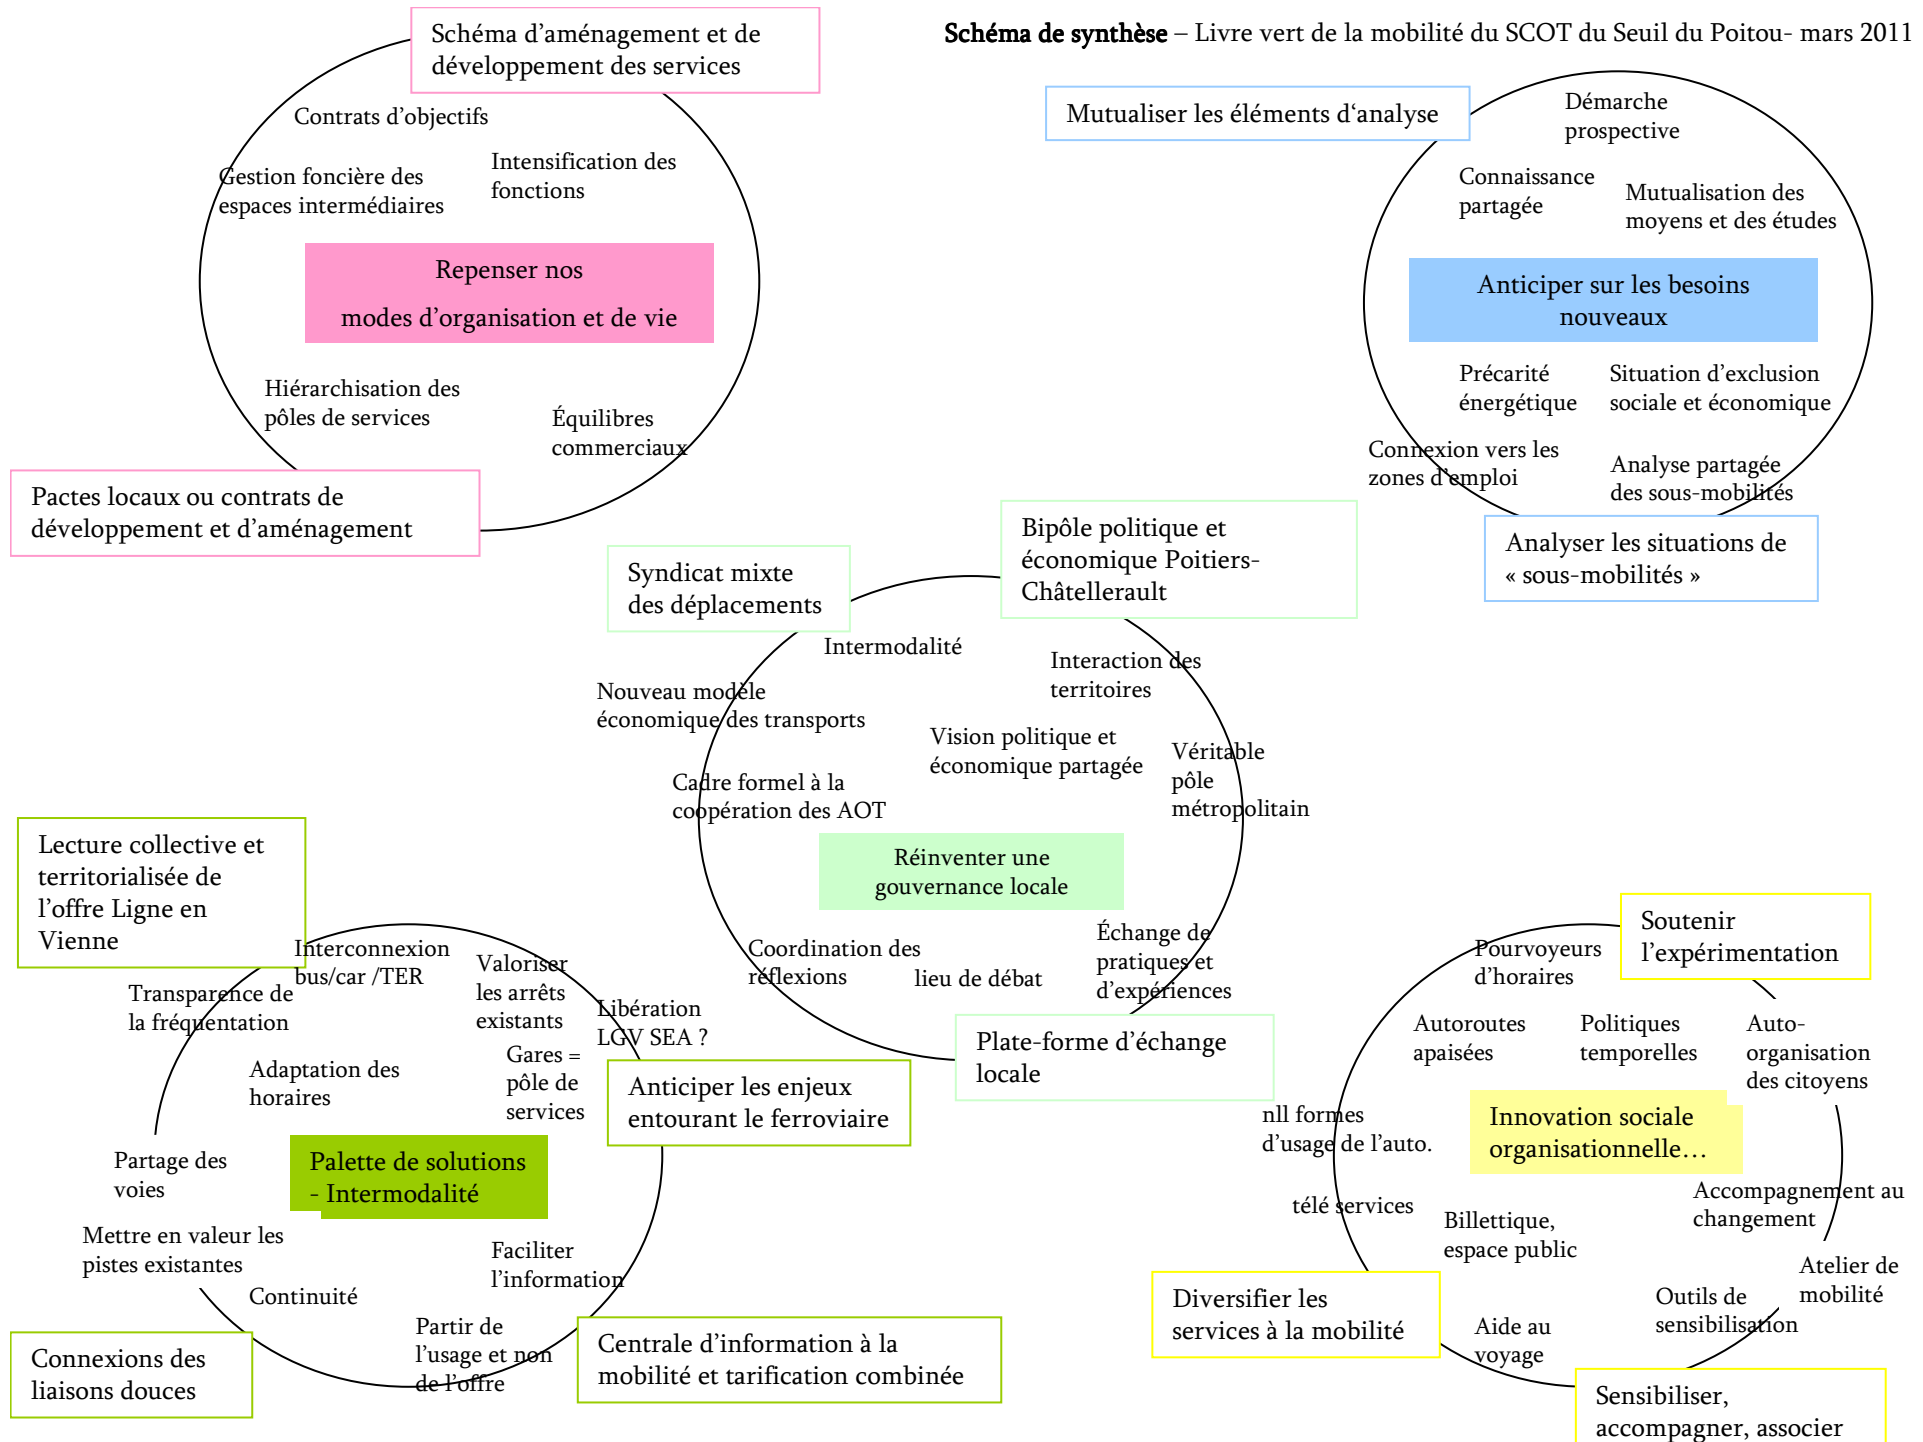 Schéma de synthèse – Livre vert de la mobilité du SCOT du Seuil du Poitou- mars 2011
Schéma d’aménagement et de
développement des services
Contrats d’objectifs
Intensification des
fonctions
Gestion foncière des
espaces intermédiaires
Repenser nos
modes d’organisation et de vie
Hiérarchisation des
pôles de services
Équilibres
commerciaux
Pactes locaux ou contrats de
développement et d’aménagement
Mutualiser les éléments d‘analyse
Démarche
prospective
Connaissance
partagée
Mutualisation des
moyens et des études
Anticiper sur les besoins
nouveaux
Précarité
énergétique
Situation d’exclusion
sociale et économique
Connexion vers les
zones d’emploi
Analyse partagée
des sous-mobilités
Analyser les situations de
« sous-mobilités »
Syndicat mixte
des déplacements
Bipôle politique et
économique Poitiers-
Châtellerault
Intermodalité
Interaction des
territoires
Nouveau modèle
économique des transports
Vision politique et
économique partagée
Véritable
pôle
métropolitain
Cadre formel à la
coopération des AOT
Réinventer une
gouvernance locale
Coordination des
réflexions
lieu de débat
Échange de
pratiques et
d’expériences
Plate-forme d’échange
locale
Lecture collective et
territorialisée de
l’offre Ligne en
Vienne
Interconnexion
bus/car /TER
Valoriser
les arrêts
existants
Libération
LGV SEA ?
Transparence de
la fréquentation
Gares =
pôle de
services
Adaptation des
horaires
Anticiper les enjeux
entourant le ferroviaire
Partage des
voies
Palette de solutions
- Intermodalité
Mettre en valeur les
pistes existantes
Faciliter
l’information
Continuité
Partir de
l’usage et non
de l’offre
Connexions des
liaisons douces
Centrale d’information à la
mobilité et tarification combinée
Soutenir
l’expérimentation
Pourvoyeurs
d’horaires
Autoroutes
apaisées
Politiques
temporelles
Auto-
organisation
des citoyens
nll formes
d’usage de l’auto.
Innovation sociale
organisationnelle…
télé services
Accompagnement au
changement
Billettique,
espace public
Atelier de
mobilité
Diversifier les
services à la mobilité
Outils de
sensibilisation
Aide au
voyage
Sensibiliser,
accompagner, associer